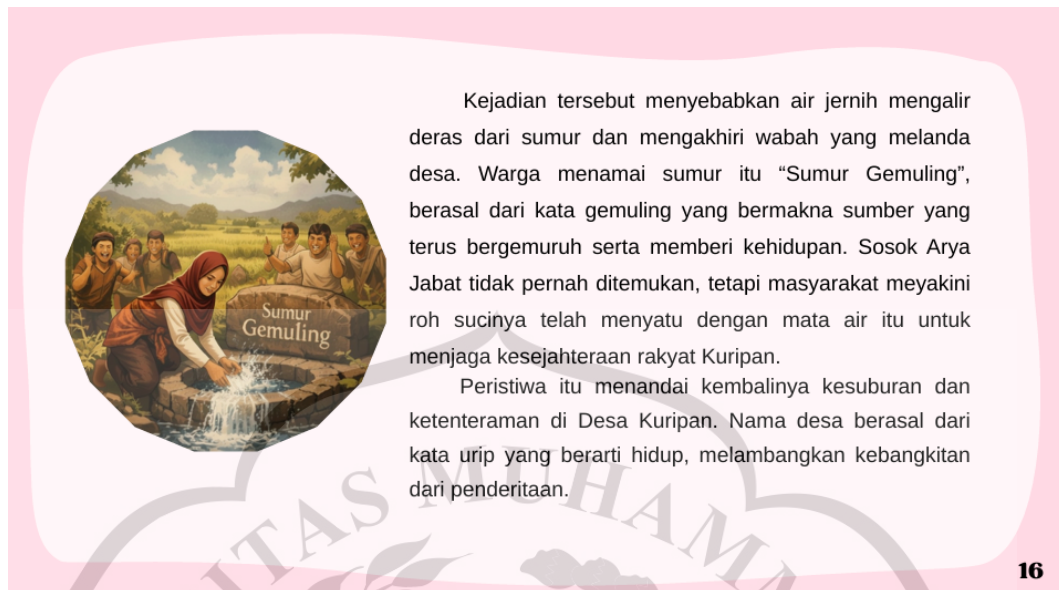 Kejadian tersebut menyebabkan air jernih mengalir
deras dari sumur dan mengakhiri wabah yang melanda
desa. Warga menamai sumur itu “Sumur Gemuling”,
berasal dari kata gemuling yang bermakna sumber yang
terus bergemuruh serta memberi kehidupan. Sosok Arya
Jabat tidak pernah ditemukan, tetapi masyarakat meyakini
roh sucinya telah menyatu dengan mata air itu untuk
menjaga kesejahteraan rakyat Kuripan.
Peristiwa itu menandai kembalinya kesuburan dan
ketenteraman di Desa Kuripan. Nama desa berasal dari
kata urip yang berarti hidup, melambangkan kebangkitan
dari penderitaan.
Sumur
Gemuling
ITAS MUHAMM
16